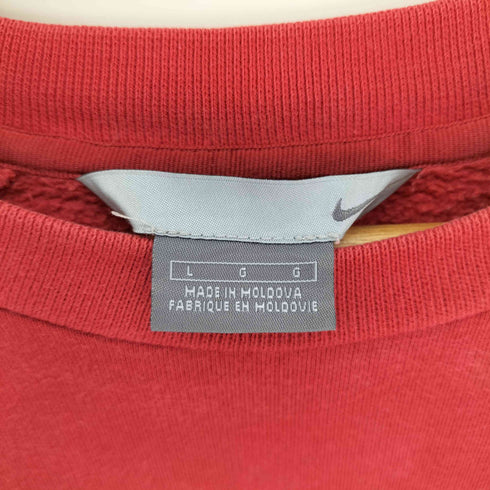 L G G
MADE IN MOLDOVA
FABRIQUE EN MOLDOVIE